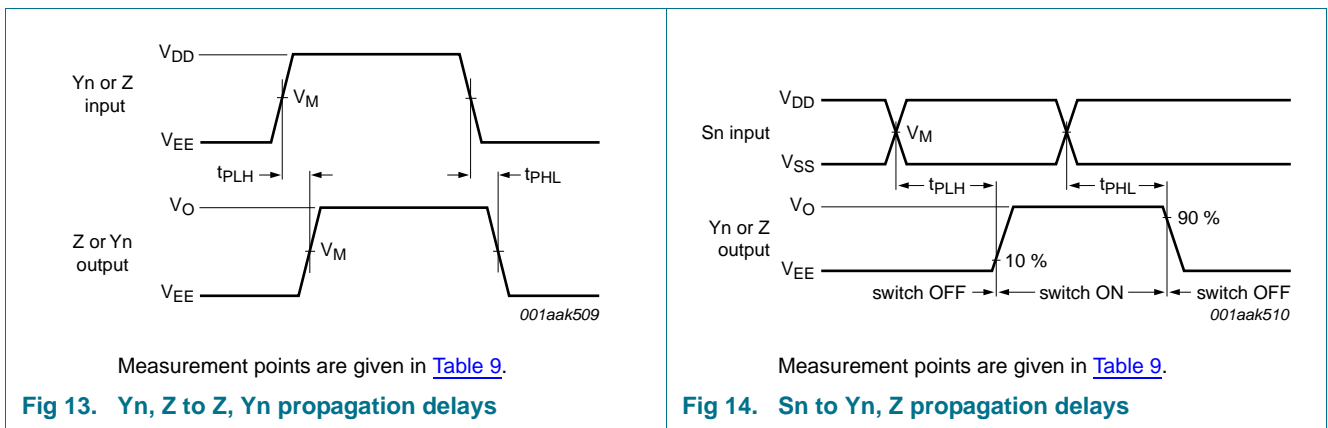 VDD
Yn or Z
input
VM
VEE
tPLH
tPHL
VO
Z or Yn
output
VM
VEE
001aak509
Measurement points are given in Table 9.
Fig 13. Yn, Z to Z, Yn propagation delays
VDD
Sn input
VM
VSS
tPLH
tPHL
VO
Yn or Z
output
90 %
10 %
VEE
switch OFF
switch ON
switch OFF
001aak510
Measurement points are given in Table 9.
Fig 14. Sn to Yn, Z propagation delays